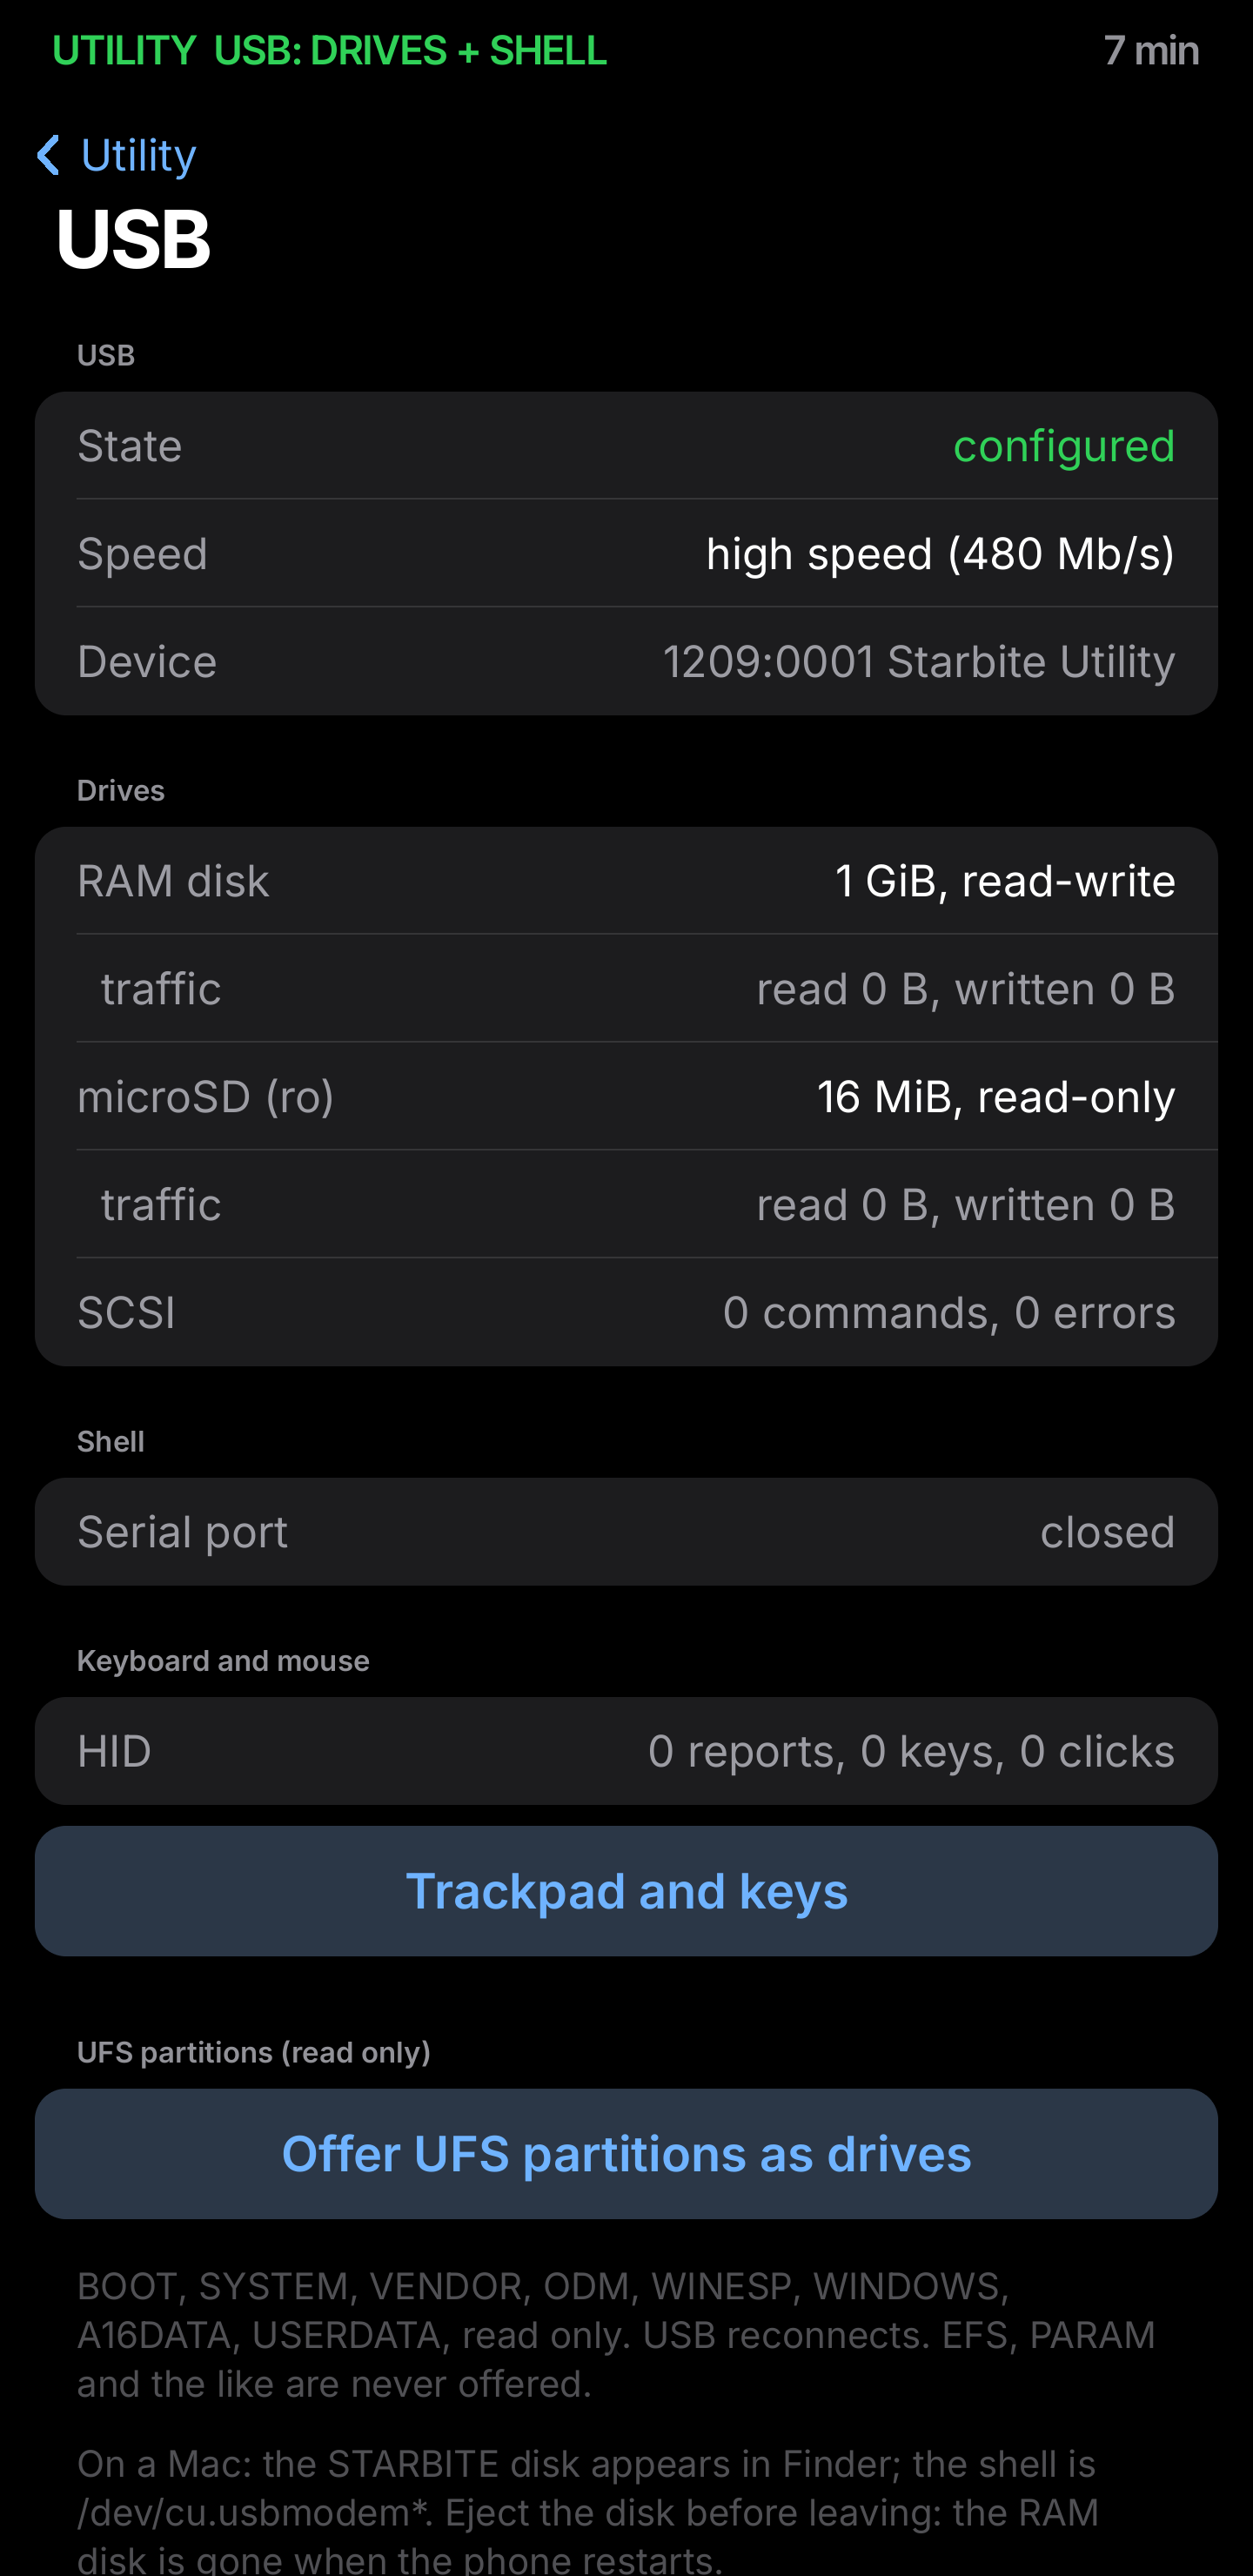 UTILITY USB: DRIVES + SHELL
7 min
Utility
USB
USB
State configured
Speed high speed (480 Mb/s)
Device 1209:0001 Starbite Utility
Drives
RAM disk 1 GiB, read-write
traffic read 0 B, written 0 B
microSD (ro) 16 MiB, read-only
traffic read 0 B, written 0 B
SCSI 0 commands, 0 errors
Shell
Serial port closed
Keyboard and mouse
HID 0 reports, 0 keys, 0 clicks
Trackpad and keys
UFS partitions (read only)
Offer UFS partitions as drives
BOOT, SYSTEM, VENDOR, ODM, WINESP, WINDOWS,
A16DATA, USERDATA, read only. USB reconnects. EFS, PARAM
and the like are never offered.
On a Mac: the STARBITE disk appears in Finder; the shell is
/dev/cu.usbmodem*. Eject the disk before leaving: the RAM
disk is gone when the phone restarts.